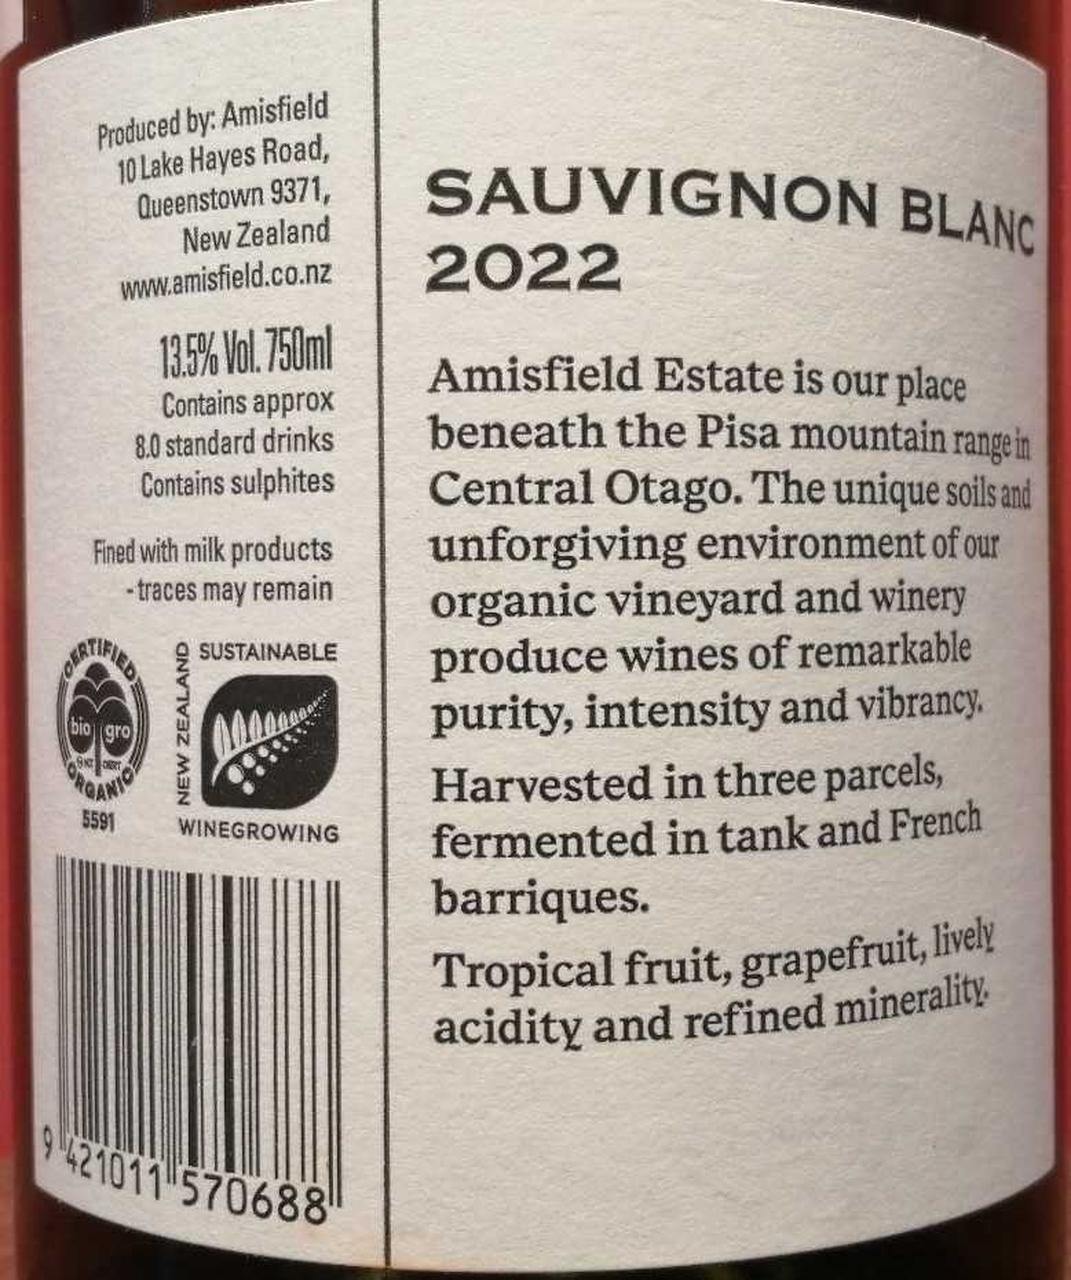 Produced by: Amisfield
10 Lake Hayes Road,
Queenstown 9371,
New Zealand
www.amisfield.co.nz
13.5% Vol. 750ml
Contains approx
8.0 standard drinks
Contains sulphites
Fined with milk products
- traces may remain
CERTIFIED
bio gro
ORGANIC
5591
NEW ZEALAND
SUSTAINABLE
WINEGROWING
9 421011 570688
SAUVIGNON BLANC
2022
Amisfield Estate is our place
beneath the Pisa mountain range in
Central Otago. The unique soils and
unforgiving environment of our
organic vineyard and winery
produce wines of remarkable
purity, intensity and vibrancy.
Harvested in three parcels,
fermented in tank and French
barriques.
Tropical fruit, grapefruit, lively
acidity and refined minerality.